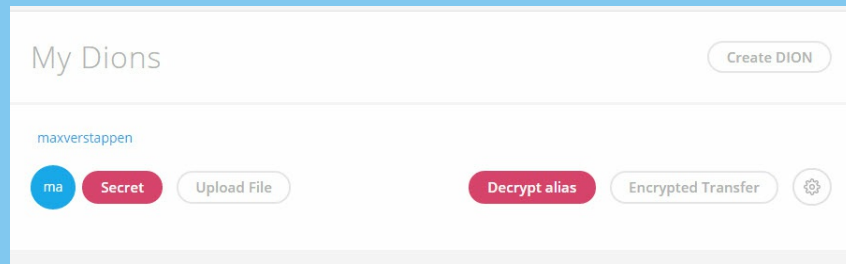 My Dions
Create DION
maxverstappen
ma Secret Upload File Decrypt alias Encrypted Transfer